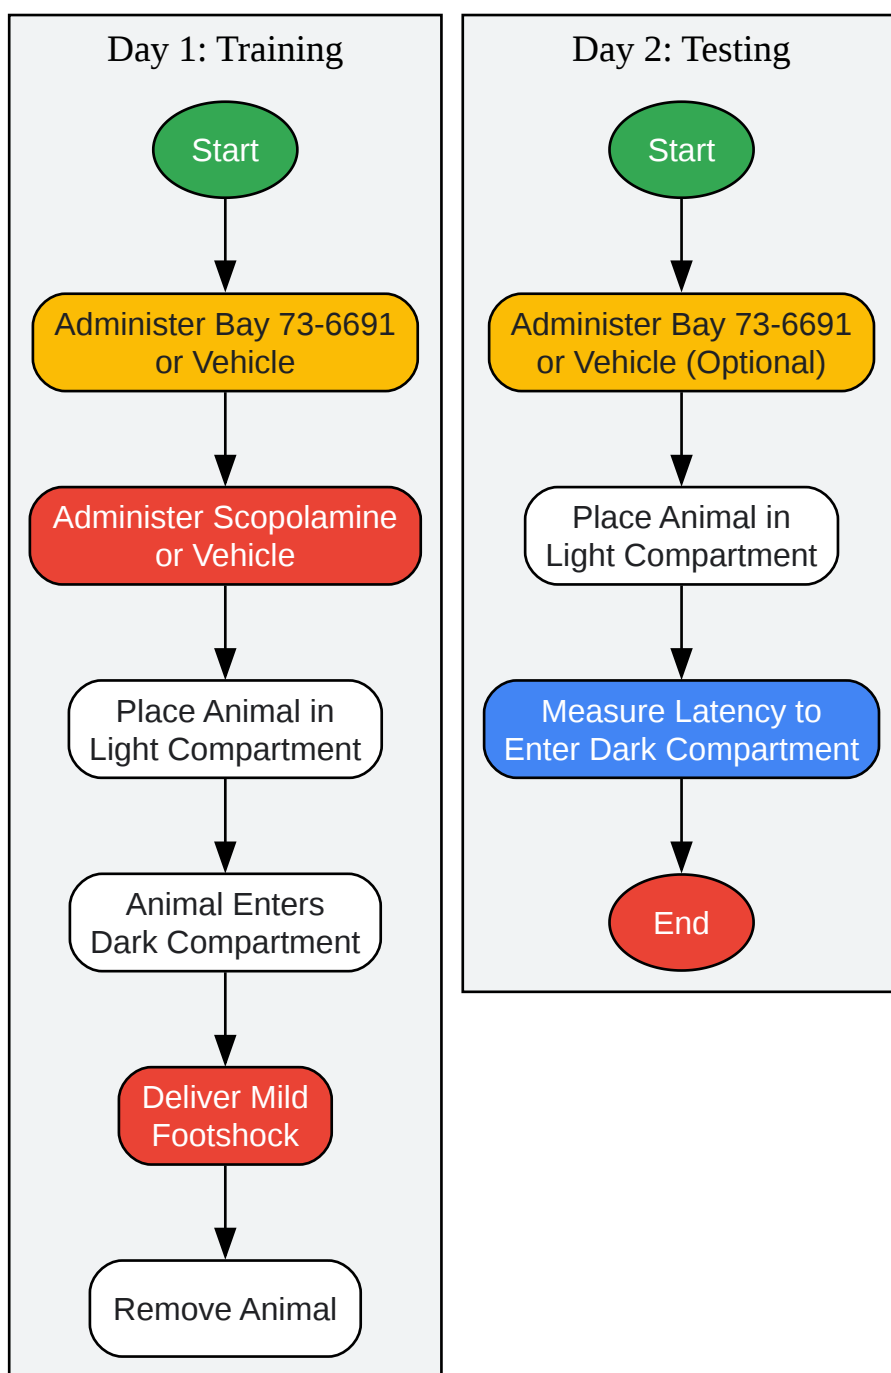 Day 1: Training
Start
Administer Bay 73-6691
or Vehicle
Administer Scopolamine
or Vehicle
Place Animal in
Light Compartment
Animal Enters
Dark Compartment
Deliver Mild
Footshock
Remove Animal
Day 2: Testing
Start
Administer Bay 73-6691
or Vehicle (Optional)
Place Animal in
Light Compartment
Measure Latency to
Enter Dark Compartment
End